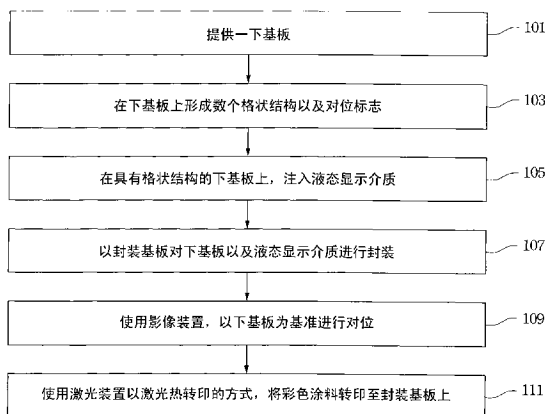 提供一下基板
101
在下基板上形成数个格状结构以及对位标志
103
在具有格状结构的下基板上，注入液态显示介质
105
以封装基板对下基板以及液态显示介质进行封装
107
使用影像装置，以下基板为基准进行对位
109
使用激光装置以激光热转印的方式，将彩色涂料转印至封装基板上
111